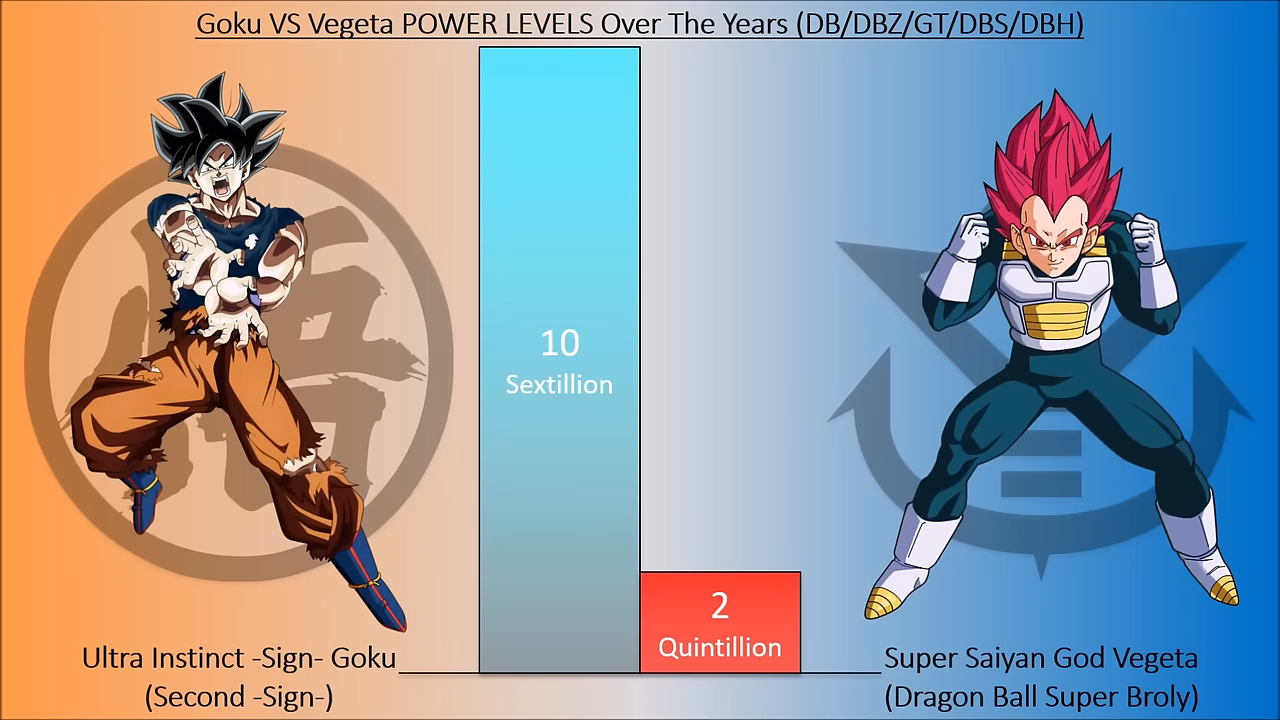 Goku VS Vegeta POWER LEVELS Over The Years (DB/DBZ/GT/DBS/DBH)
悟
10
Sextillion
2
Quintillion
Ultra Instinct -Sign- Goku
(Second -Sign-)
Super Saiyan God Vegeta
(Dragon Ball Super Broly)